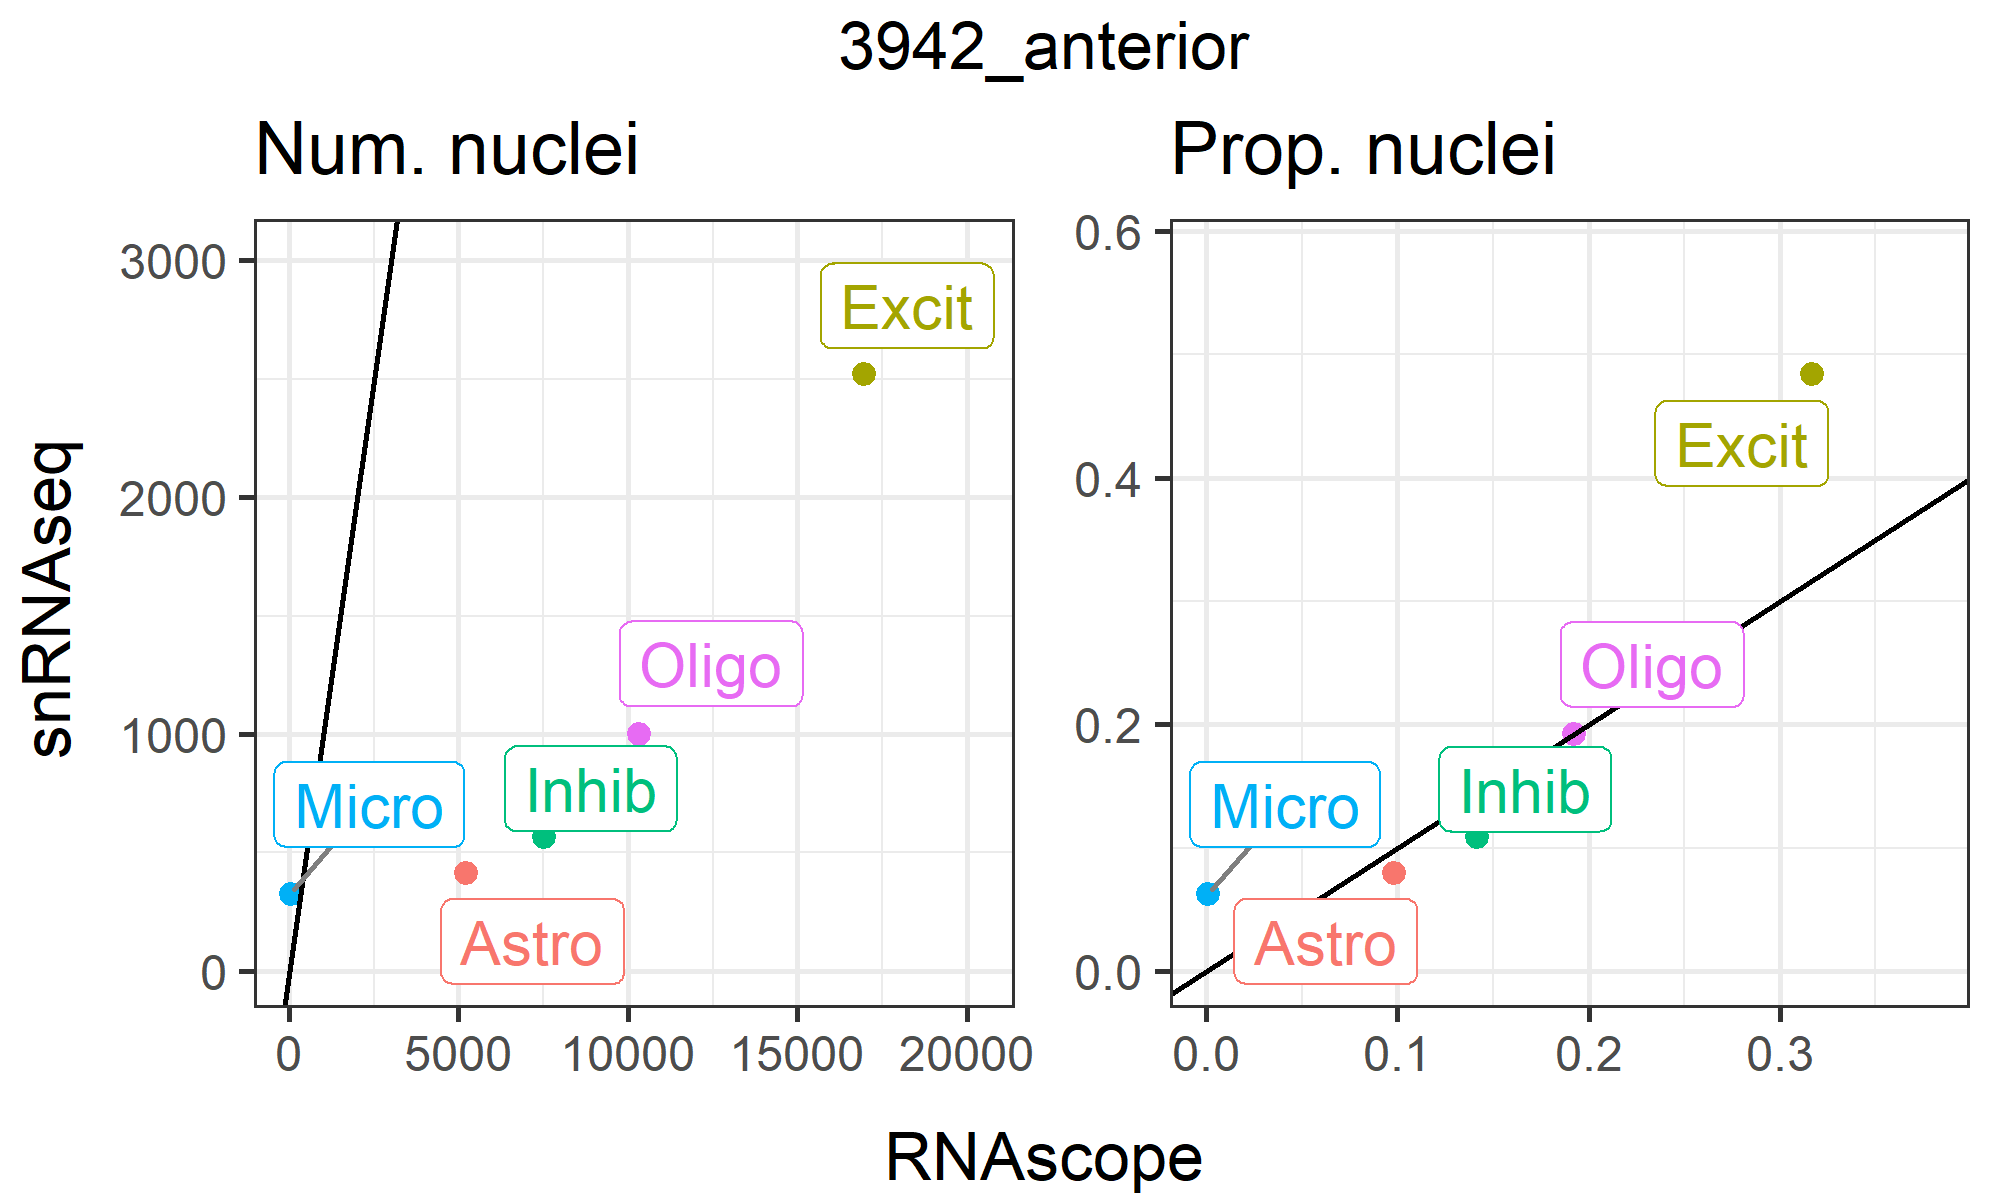 3942_anterior
Num. nuclei
Prop. nuclei
snRNAseq
3000
2000
1000
0
Excit
Oligo
Inhib
Micro
Astro
0 5000 10000 15000 20000
0.6
0.4
0.2
0.0
Excit
Oligo
Inhib
Micro
Astro
0.0 0.1 0.2 0.3
RNAscope